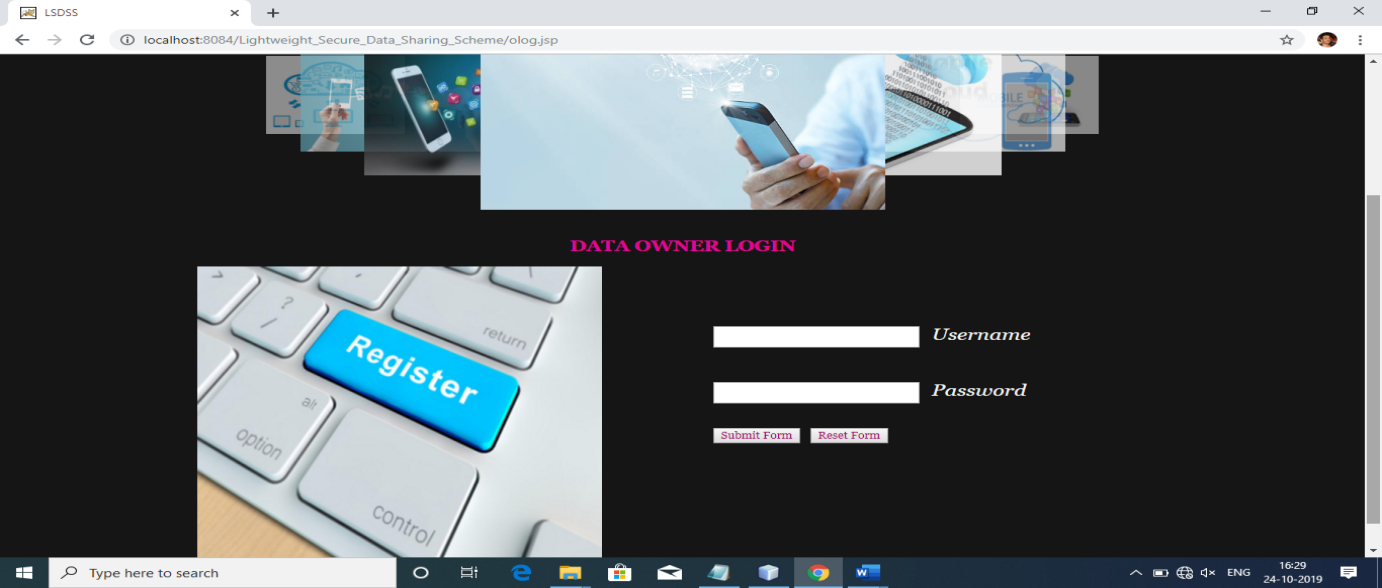 LSDSS
localhost:8084/Lightweight_Secure_Data_Sharing_Scheme/olog.jsp
DATA OWNER LOGIN
?
/
return
Register
Username
alt
option
Password
Submit Form Reset Form
control
Type here to search
ENG
16:29
24-10-2019